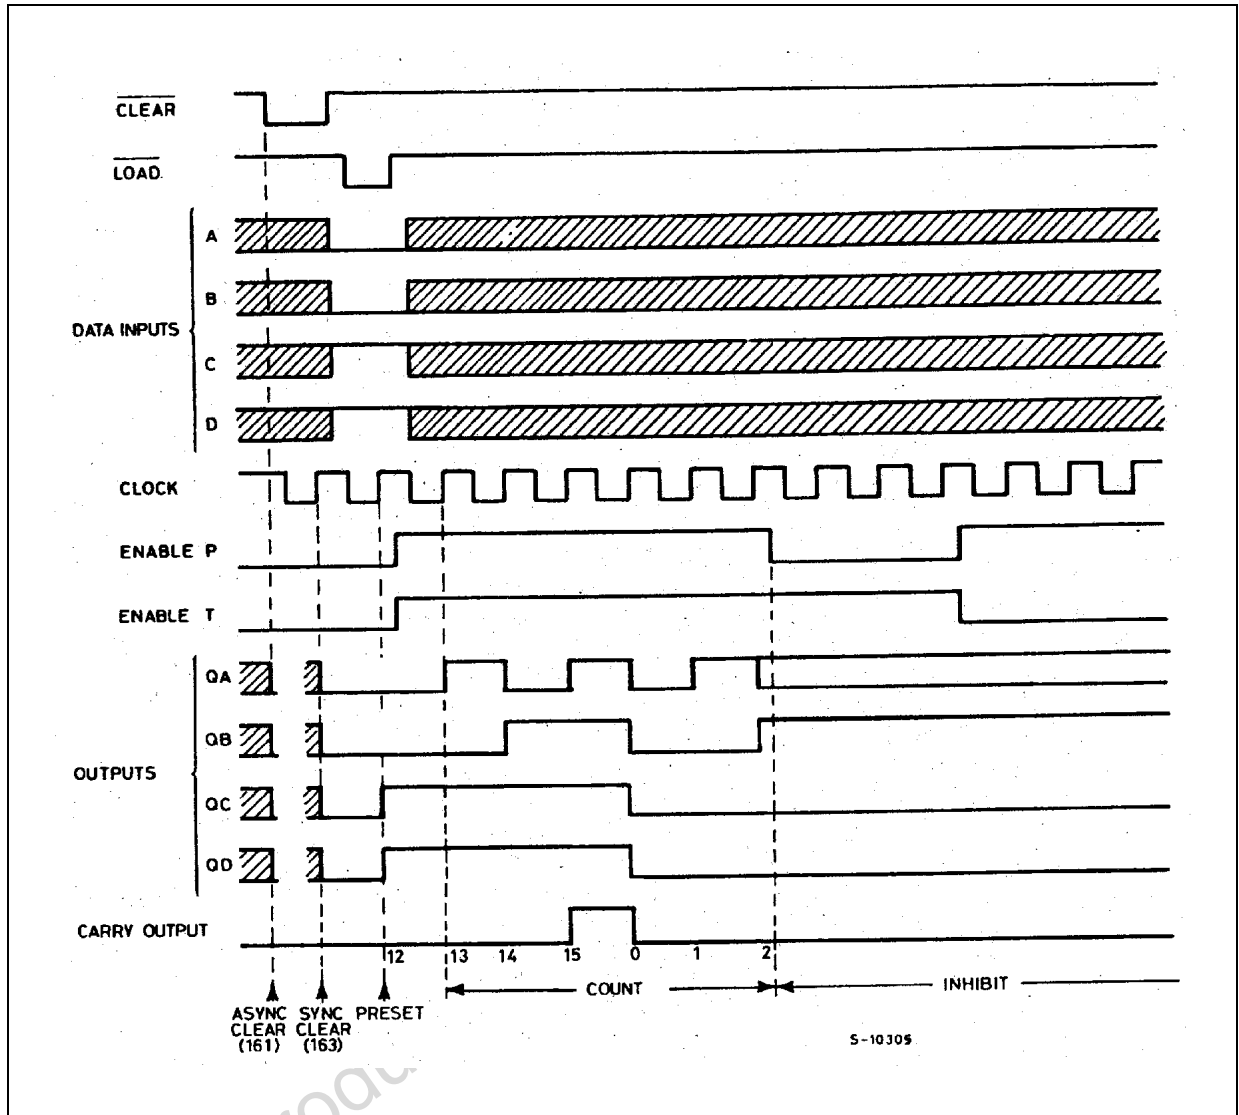 CLEAR
LOAD.
A
B
DATA INPUTS
C
D
CLOCK
ENABLE P
ENABLE T
QA
QB
OUTPUTS
QC
QD
CARRY OUTPUT
12 13 14 15 0 1 2
COUNT INHIBIT
ASYNC CLEAR (161)
SYNC CLEAR (163)
PRESET
S-10305